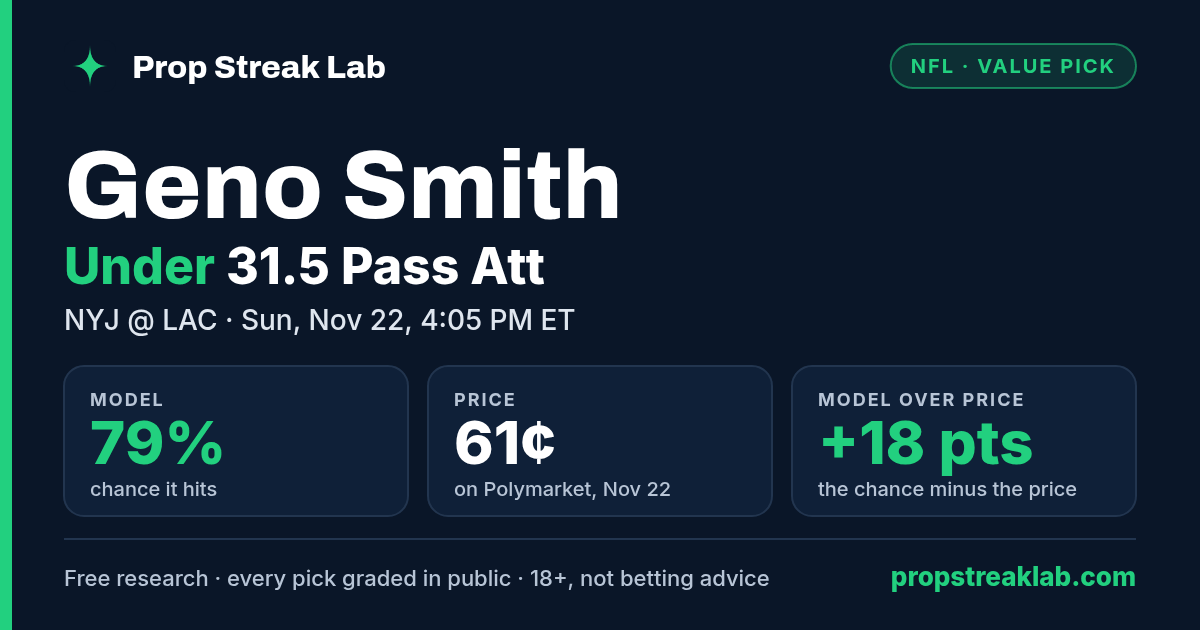 Prop Streak Lab
NFL · VALUE PICK
Geno Smith
Under 31.5 Pass Att
NYJ @ LAC · Sun, Nov 22, 4:05 PM ET
MODEL
79%
chance it hits
PRICE
61¢
on Polymarket, Nov 22
MODEL OVER PRICE
+18 pts
the chance minus the price
Free research · every pick graded in public · 18+, not betting advice
propstreaklab.com